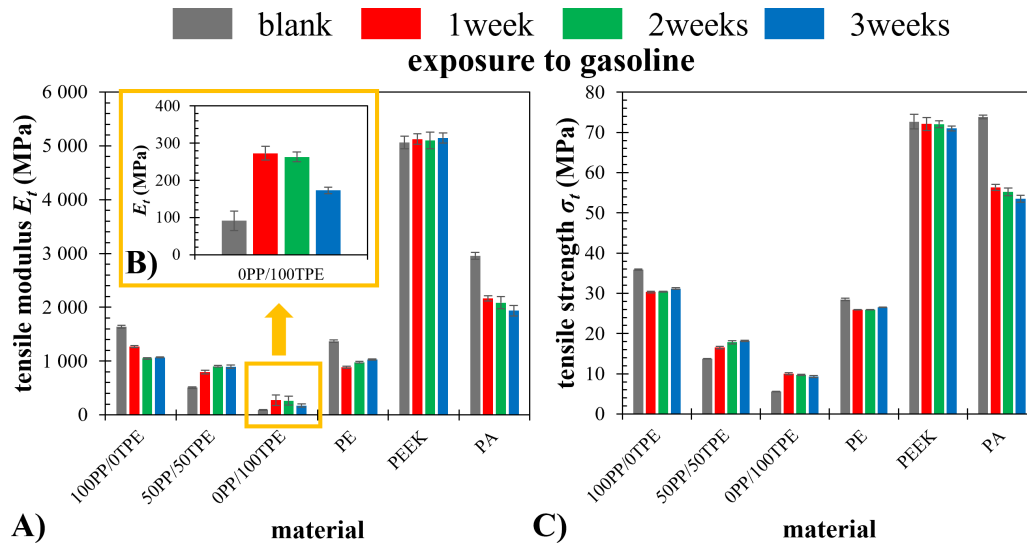 blank 1week 2weeks 3weeks
exposure to gasoline
tensile modulus Et (MPa)
6 000
5 000
4 000
3 000
2 000
1 000
0
Et (MPa)
400
300
200
100
0
0PP/100TPE
B)
100PP/0TPE
50PP/50TPE
0PP/100TPE
PE
PEEK
PA
A)
material
tensile strength σt (MPa)
80
70
60
50
40
30
20
10
0
100PP/0TPE
50PP/50TPE
0PP/100TPE
PE
PEEK
PA
C)
material